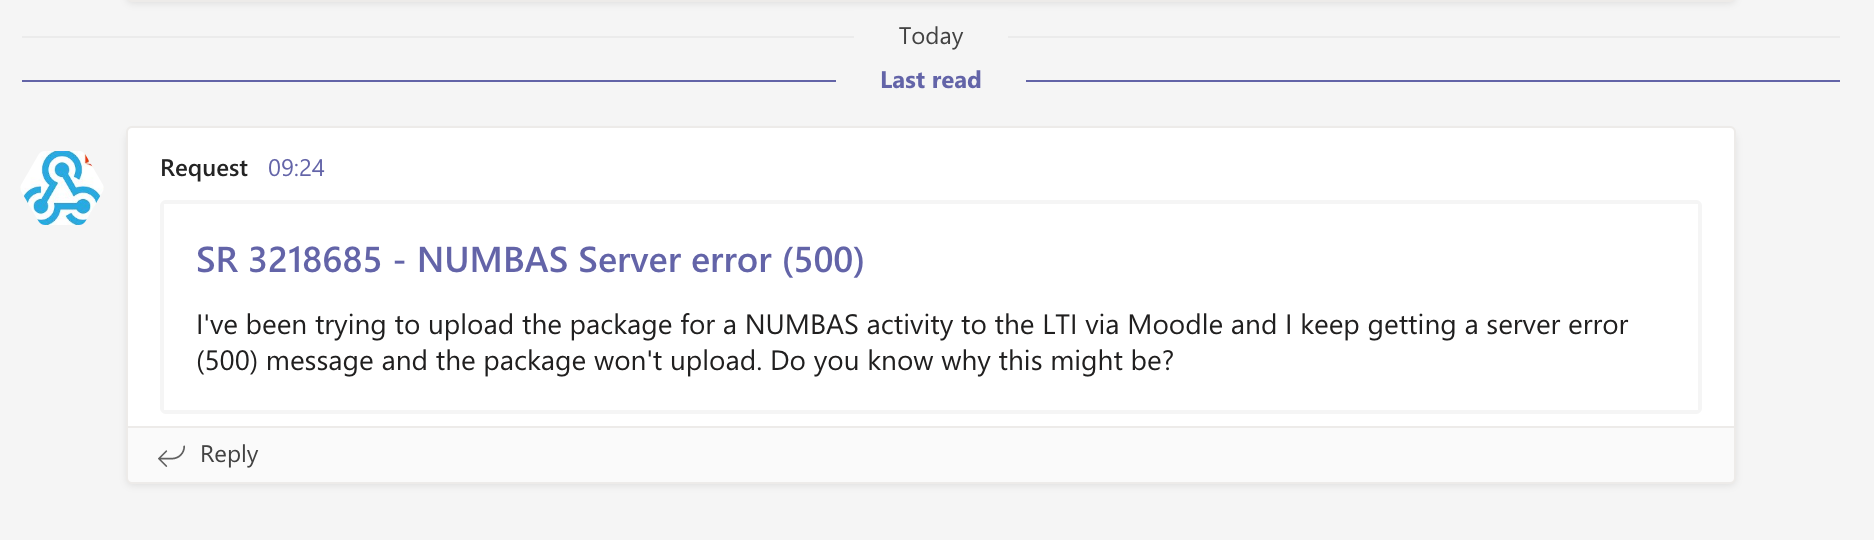 Today
Last read
Request 09:24
SR 3218685 - NUMBAS Server error (500)
I've been trying to upload the package for a NUMBAS activity to the LTI via Moodle and I keep getting a server error
(500) message and the package won't upload. Do you know why this might be?
Reply